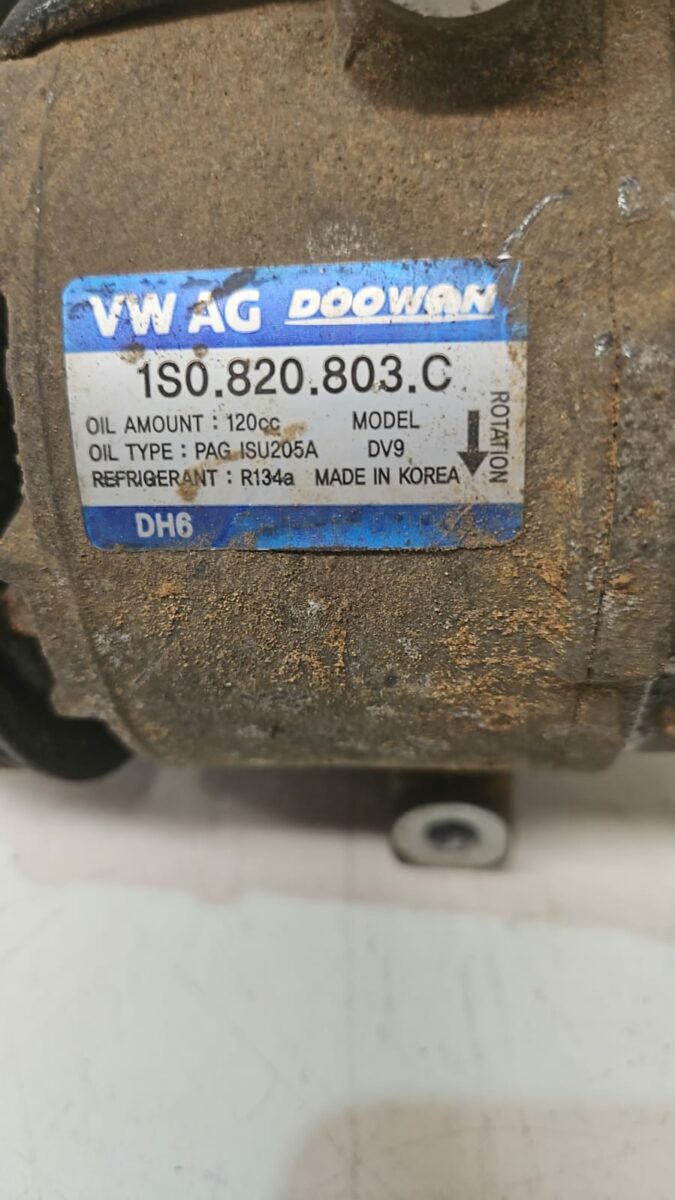 VW AG DOOWON
1S0.820.803.C
OIL AMOUNT : 120cc MODEL
OIL TYPE : PAG ISU205A DV9
REFRIGERANT : R134a MADE IN KOREA
ROTATION
DH6